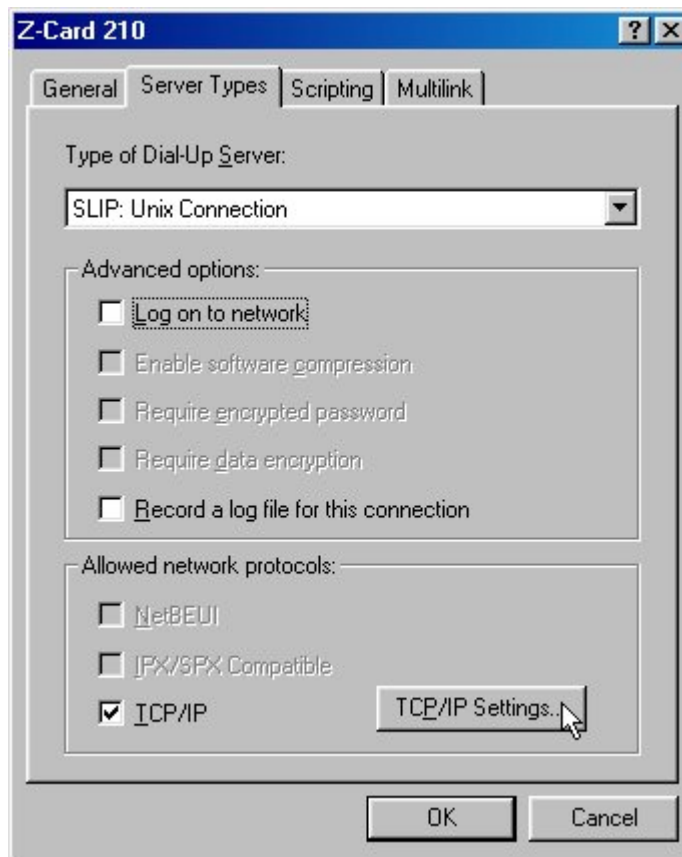 Z-Card 210
General Server Types Scripting Multilink
Type of Dial-Up Server:
SLIP: Unix Connection
Advanced options:
Log on to network
Enable software compression
Require encrypted password
Require data encryption
Record a log file for this connection
Allowed network protocols:
NetBEUI
IPX/SPX Compatible
TCP/IP TCP/IP Settings...
OK Cancel